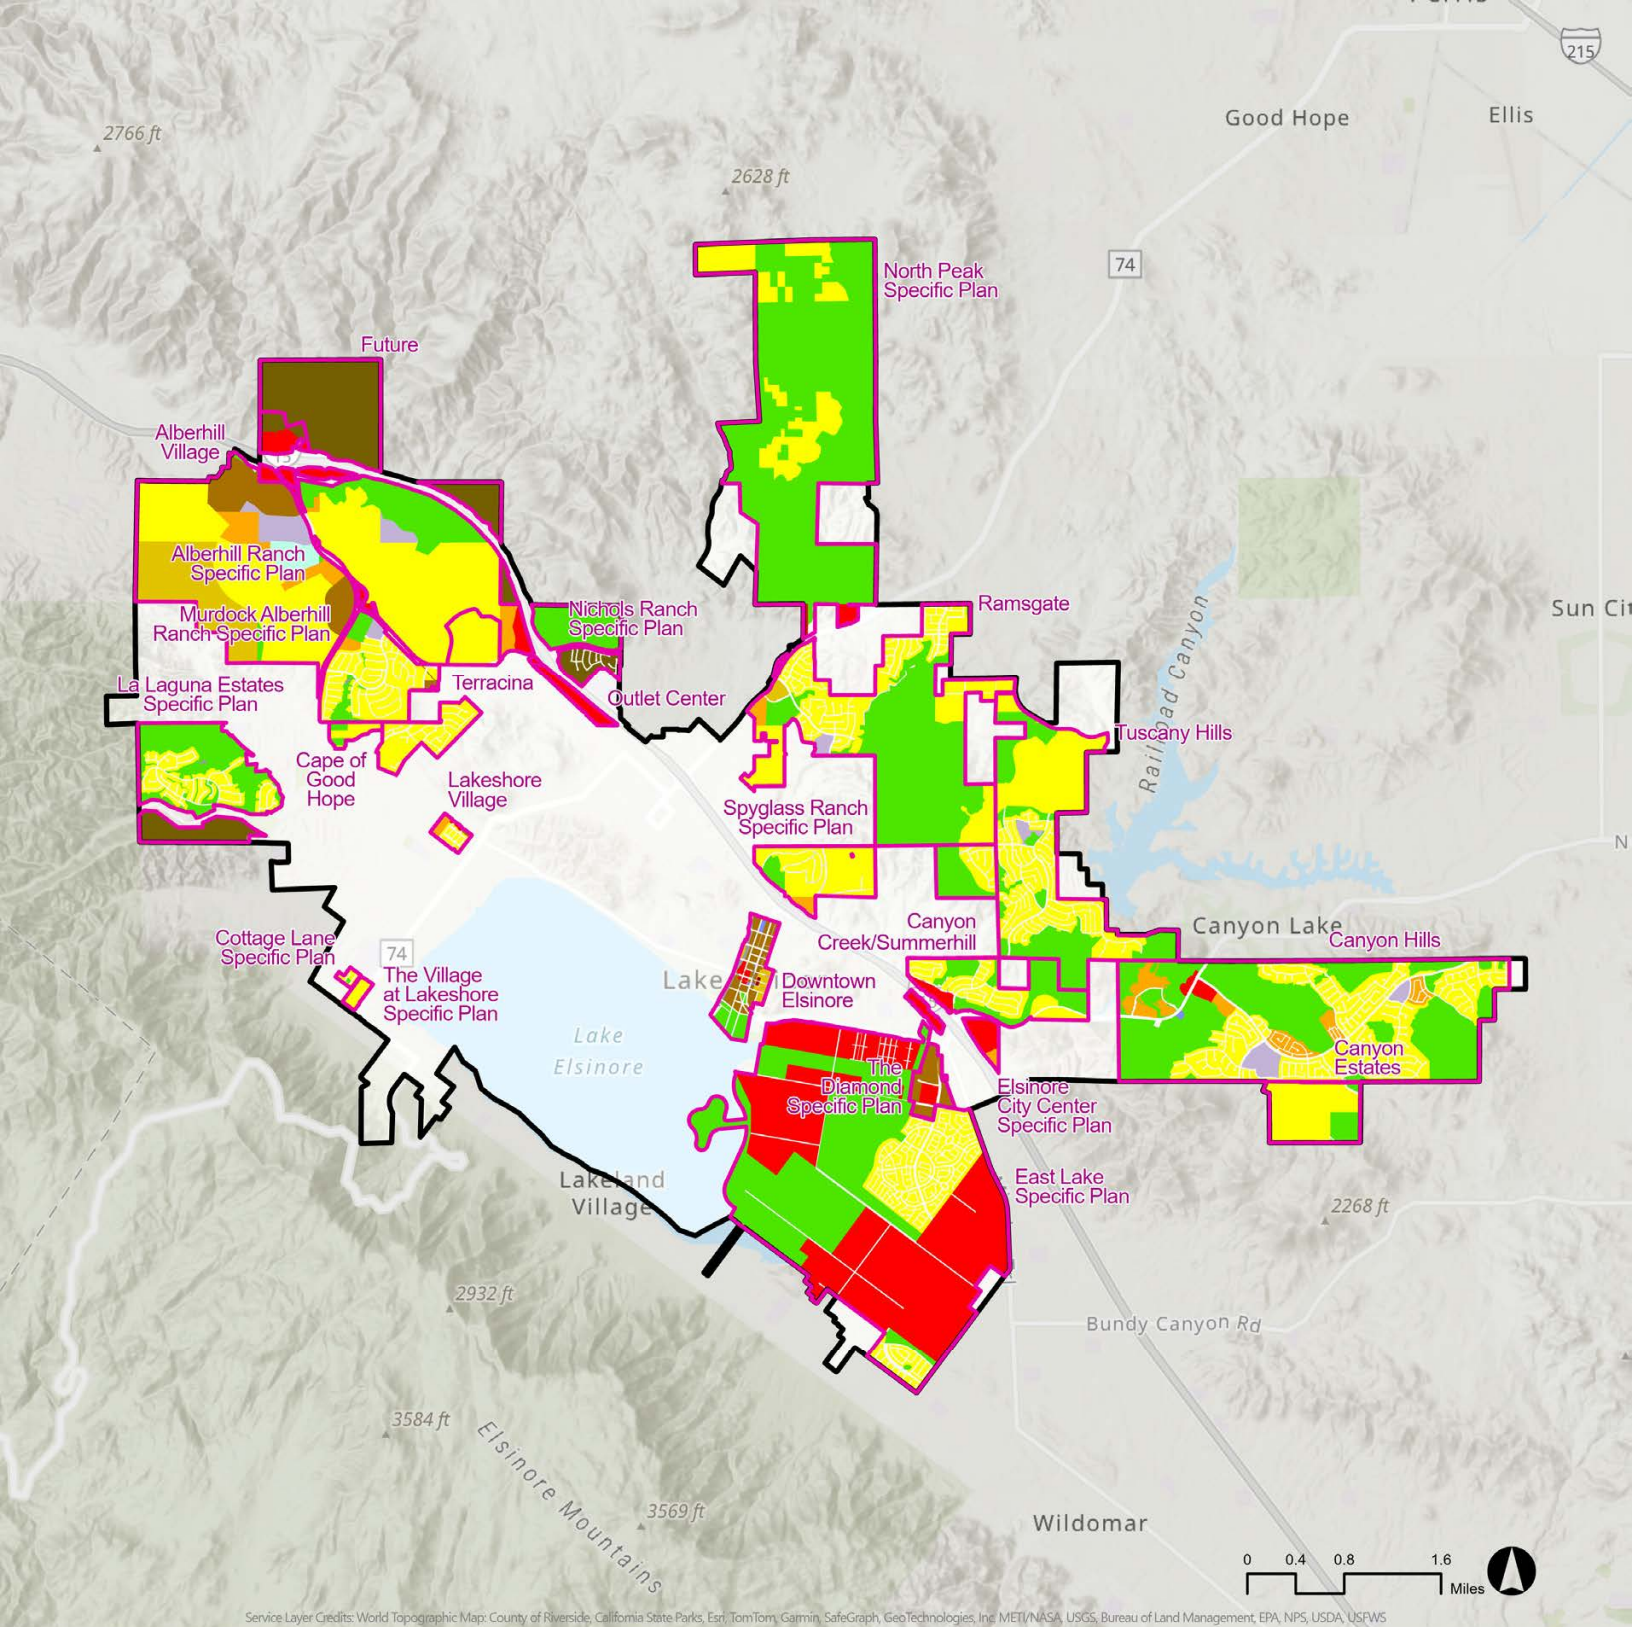 215
Good Hope
Ellis
2766 ft
2628 ft
74
North Peak
Specific Plan
Future
Alberhill
Village
15
Alberhill Ranch
Specific Plan
Murdock Alberhill
Ranch Specific Plan
Nichols Ranch
Specific Plan
Ramsgate
Sun Cit
Railroad Canyon
La Laguna Estates
Specific Plan
Terracina
Outlet Center
Tuscany Hills
Cape of
Good
Hope
Lakeshore
Village
Spyglass Ranch
Specific Plan
N
Canyon
Creek/Summerhill
Canyon Lake
Canyon Hills
Cottage Lane
Specific Plan
74
The Village
at Lakeshore
Specific Plan
Lake
Downtown
Elsinore
Lake
Elsinore
The
Diamond
Specific Plan
Canyon
Estates
Elsinore
City Center
Specific Plan
Lakeland
Village
East Lake
Specific Plan
2268 ft
2932 ft
Bundy Canyon Rd
3584 ft
Elsinore Mountains
3569 ft
Wildomar
0 0.4 0.8 1.6
Miles
Service Layer Credits: World Topographic Map: County of Riverside, California State Parks, Esri, TomTom, Garmin, SafeGraph, GeoTechnologies, Inc, METI/NASA, USGS, Bureau of Land Management, EPA, NPS, USDA, USFWS